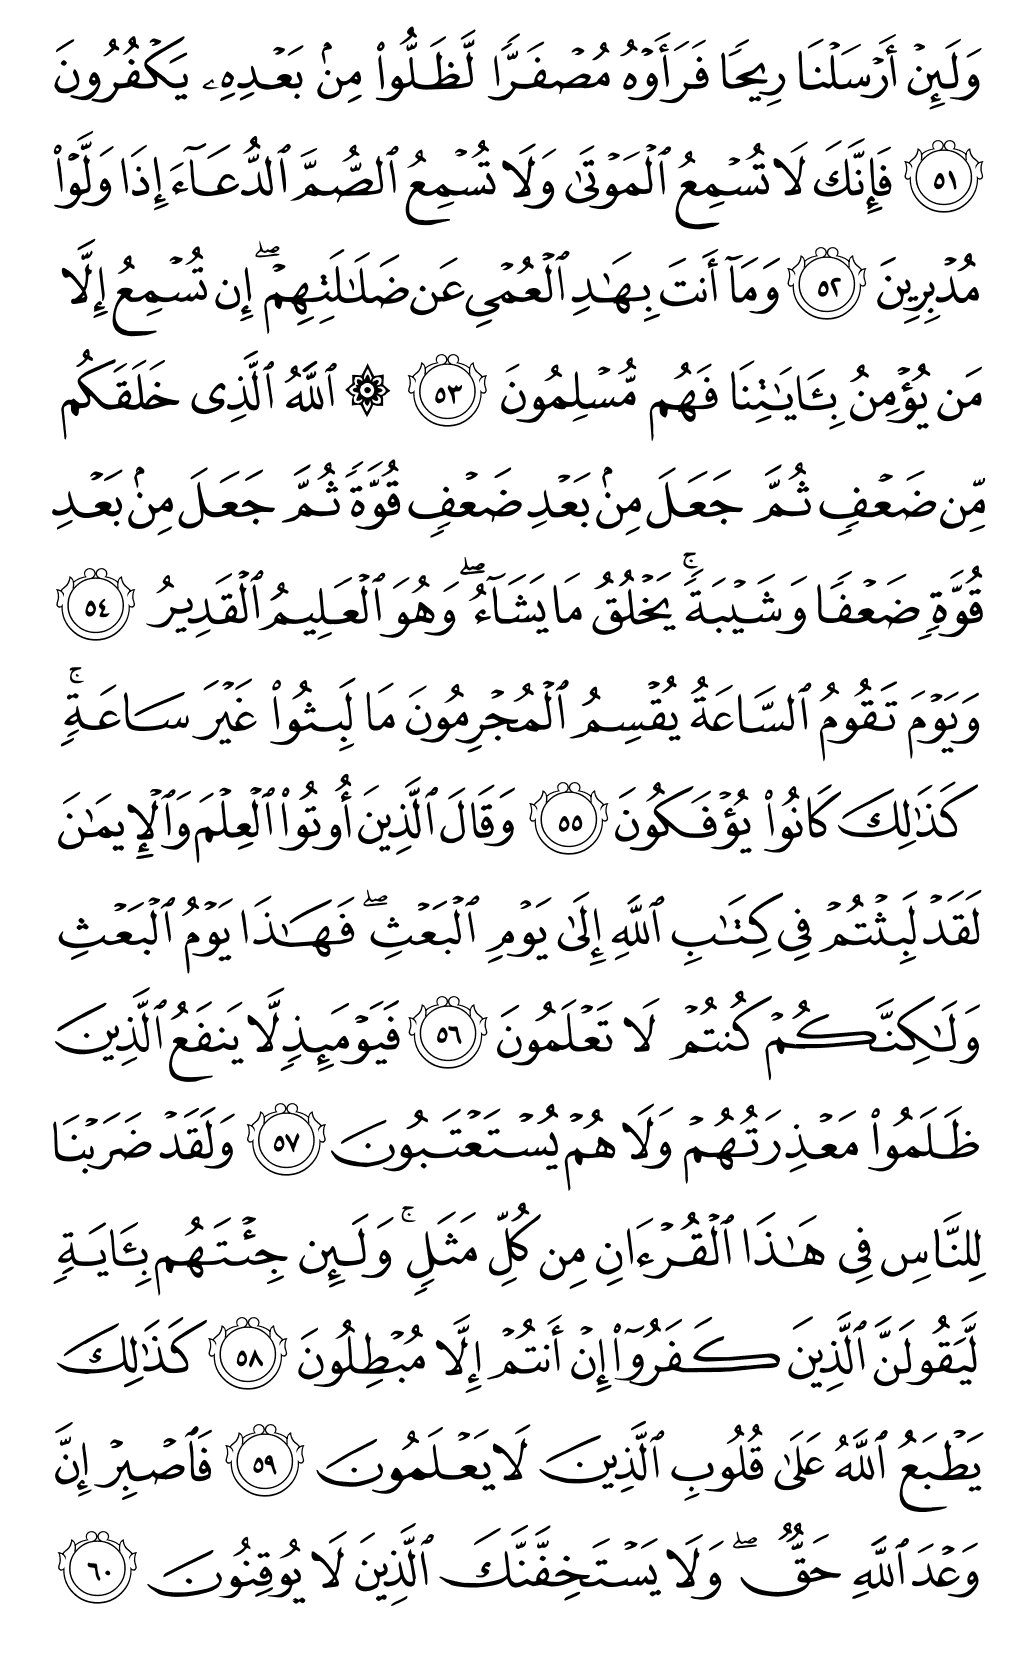 وَلَئِنْ أَرْسَلْنَا رِيحًا فَرَأَوْهُ مُصْفَرًّا لَّظَلُّوا۟ مِنۢ بَعْدِهِۦ يَكْفُرُونَ
٥١ فَإِنَّكَ لَا تُسْمِعُ ٱلْمَوْتَىٰ وَلَا تُسْمِعُ ٱلصُّمَّ ٱلدُّعَآءَ إِذَا وَلَّوْا۟
مُدْبِرِينَ ٥٢ وَمَآ أَنتَ بِهَـٰدِ ٱلْعُمْىِ عَن ضَلَـٰلَتِهِمْ ۖ إِن تُسْمِعُ إِلَّا
مَن يُؤْمِنُ بِـَٔايَـٰتِنَا فَهُم مُّسْلِمُونَ ٥٣ ۞ ٱللَّهُ ٱلَّذِى خَلَقَكُم
مِّن ضَعْفٍ ثُمَّ جَعَلَ مِنۢ بَعْدِ ضَعْفٍ قُوَّةً ثُمَّ جَعَلَ مِنۢ بَعْدِ
قُوَّةٍ ضَعْفًا وَشَيْبَةً ۚ يَخْلُقُ مَا يَشَآءُ ۖ وَهُوَ ٱلْعَلِيمُ ٱلْقَدِيرُ ٥٤
وَيَوْمَ تَقُومُ ٱلسَّاعَةُ يُقْسِمُ ٱلْمُجْرِمُونَ مَا لَبِثُوا۟ غَيْرَ سَاعَةٍ ۚ
كَذَٰلِكَ كَانُوا۟ يُؤْفَكُونَ ٥٥ وَقَالَ ٱلَّذِينَ أُوتُوا۟ ٱلْعِلْمَ وَٱلْإِيمَـٰنَ
لَقَدْ لَبِثْتُمْ فِى كِتَـٰبِ ٱللَّهِ إِلَىٰ يَوْمِ ٱلْبَعْثِ ۖ فَهَـٰذَا يَوْمُ ٱلْبَعْثِ
وَلَـٰكِنَّكُمْ كُنتُمْ لَا تَعْلَمُونَ ٥٦ فَيَوْمَئِذٍ لَّا يَنفَعُ ٱلَّذِينَ
ظَلَمُوا۟ مَعْذِرَتُهُمْ وَلَا هُمْ يُسْتَعْتَبُونَ ٥٧ وَلَقَدْ ضَرَبْنَا
لِلنَّاسِ فِى هَـٰذَا ٱلْقُرْءَانِ مِن كُلِّ مَثَلٍ ۚ وَلَئِن جِئْتَهُم بِـَٔايَةٍ
لَّيَقُولَنَّ ٱلَّذِينَ كَفَرُوٓا۟ إِنْ أَنتُمْ إِلَّا مُبْطِلُونَ ٥٨ كَذَٰلِكَ
يَطْبَعُ ٱللَّهُ عَلَىٰ قُلُوبِ ٱلَّذِينَ لَا يَعْلَمُونَ ٥٩ فَٱصْبِرْ إِنَّ
وَعْدَ ٱللَّهِ حَقٌّ ۖ وَلَا يَسْتَخِفَّنَّكَ ٱلَّذِينَ لَا يُوقِنُونَ ٦٠